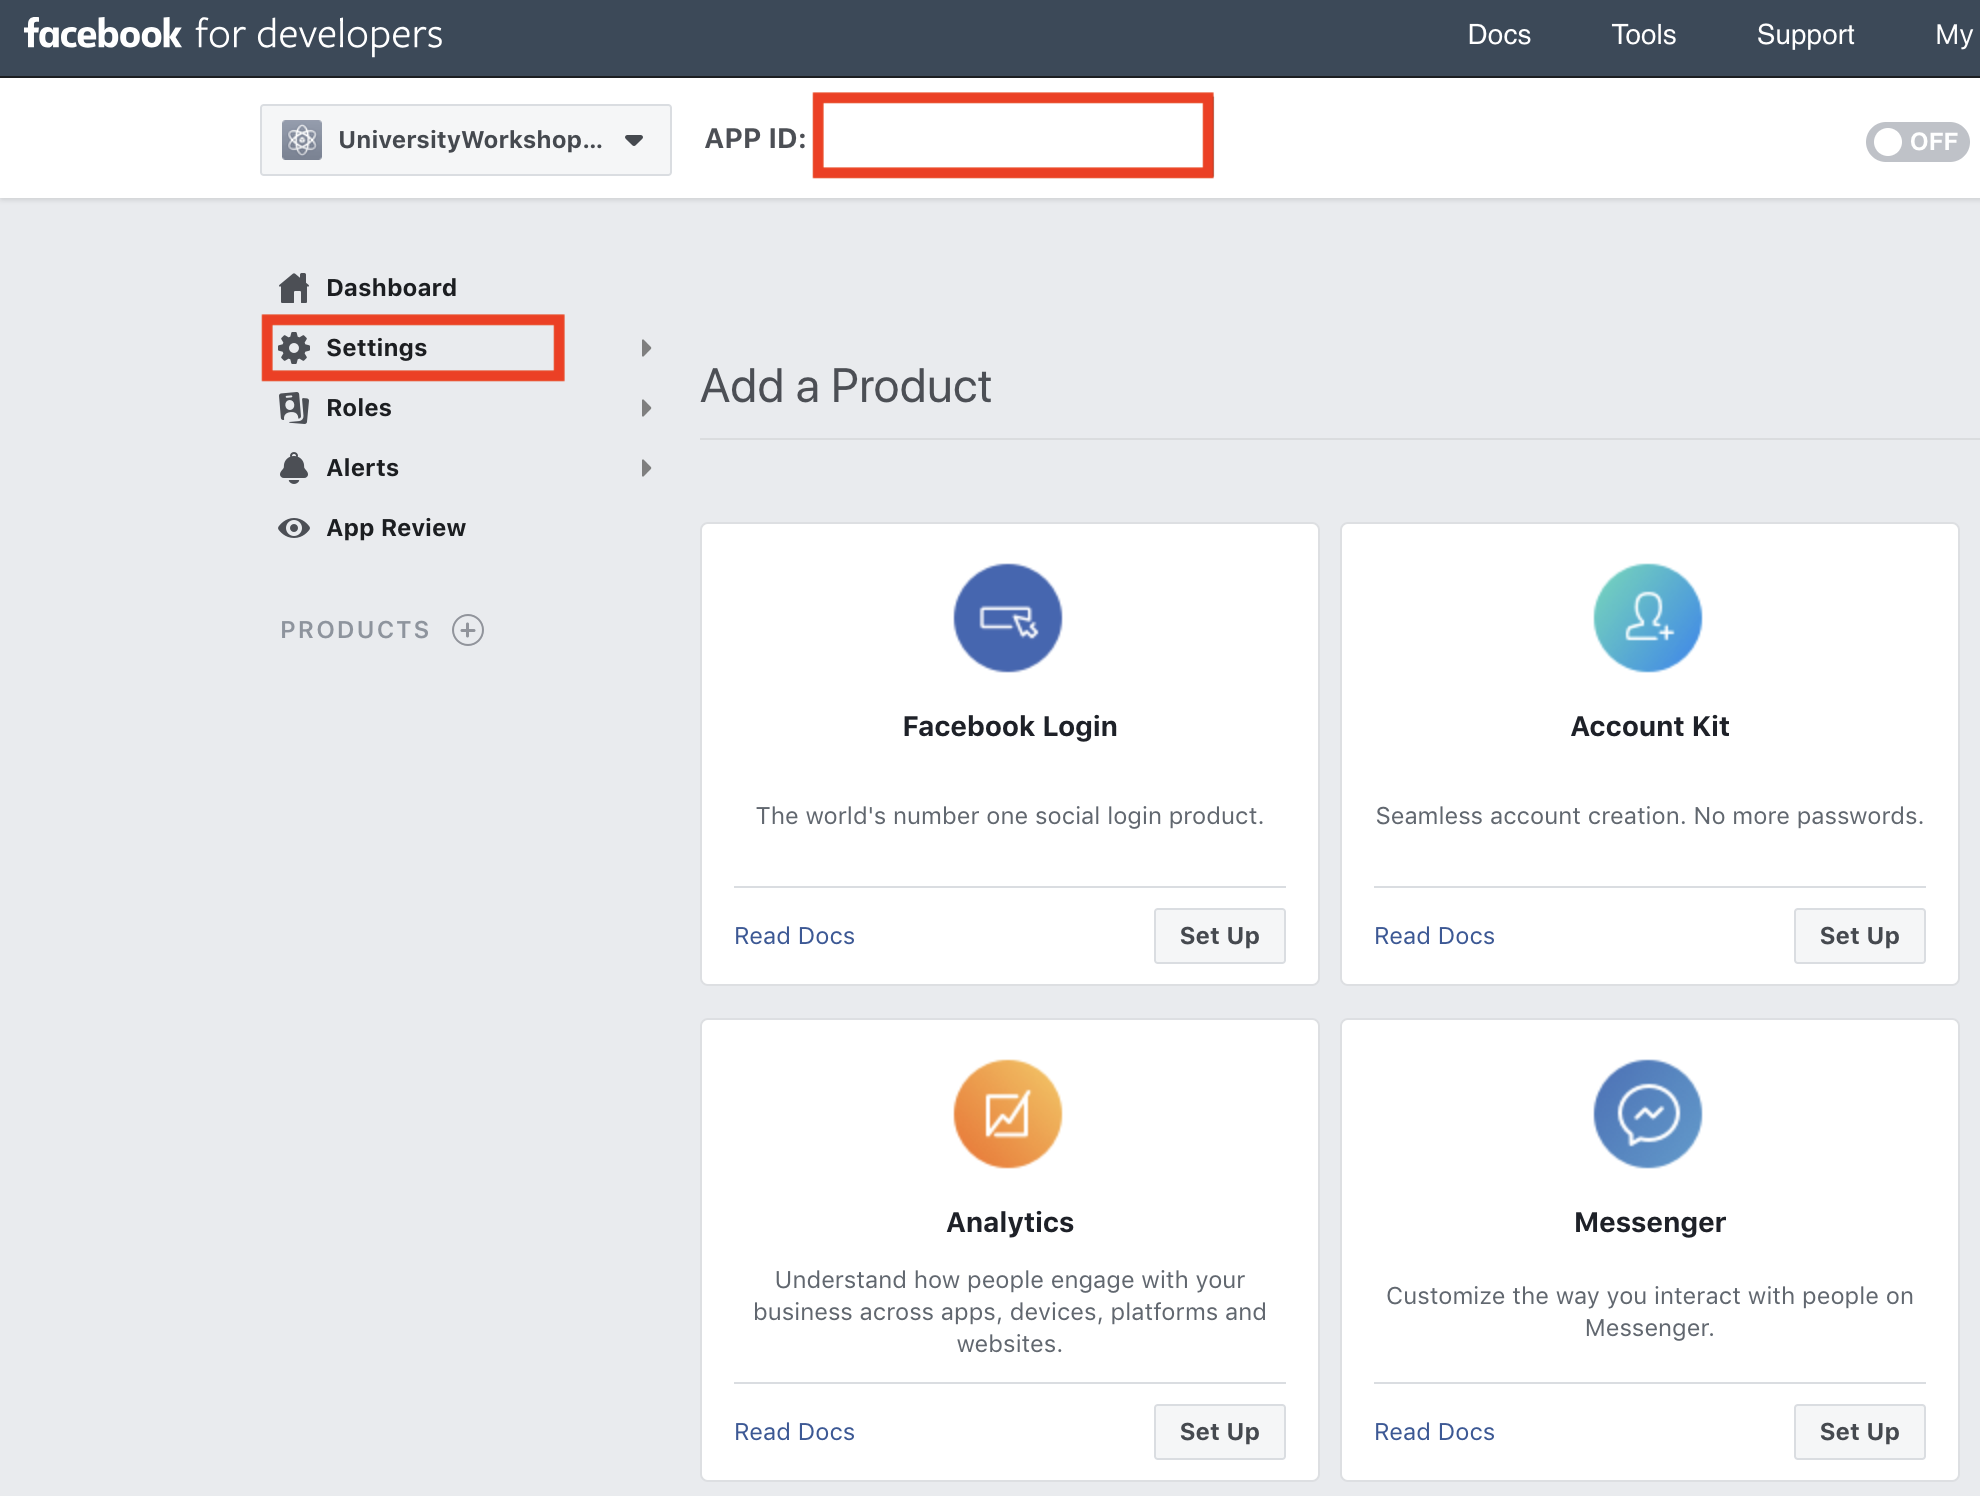 facebook for developers
Docs Tools Support My
UniversityWorkshop... APP ID: OFF
Dashboard
Settings
Roles
Alerts
App Review
PRODUCTS
Add a Product
Facebook Login
The world's number one social login product.
Read Docs Set Up
Account Kit
Seamless account creation. No more passwords.
Read Docs Set Up
Analytics
Understand how people engage with your
business across apps, devices, platforms and
websites.
Read Docs Set Up
Messenger
Customize the way you interact with people on
Messenger.
Read Docs Set Up